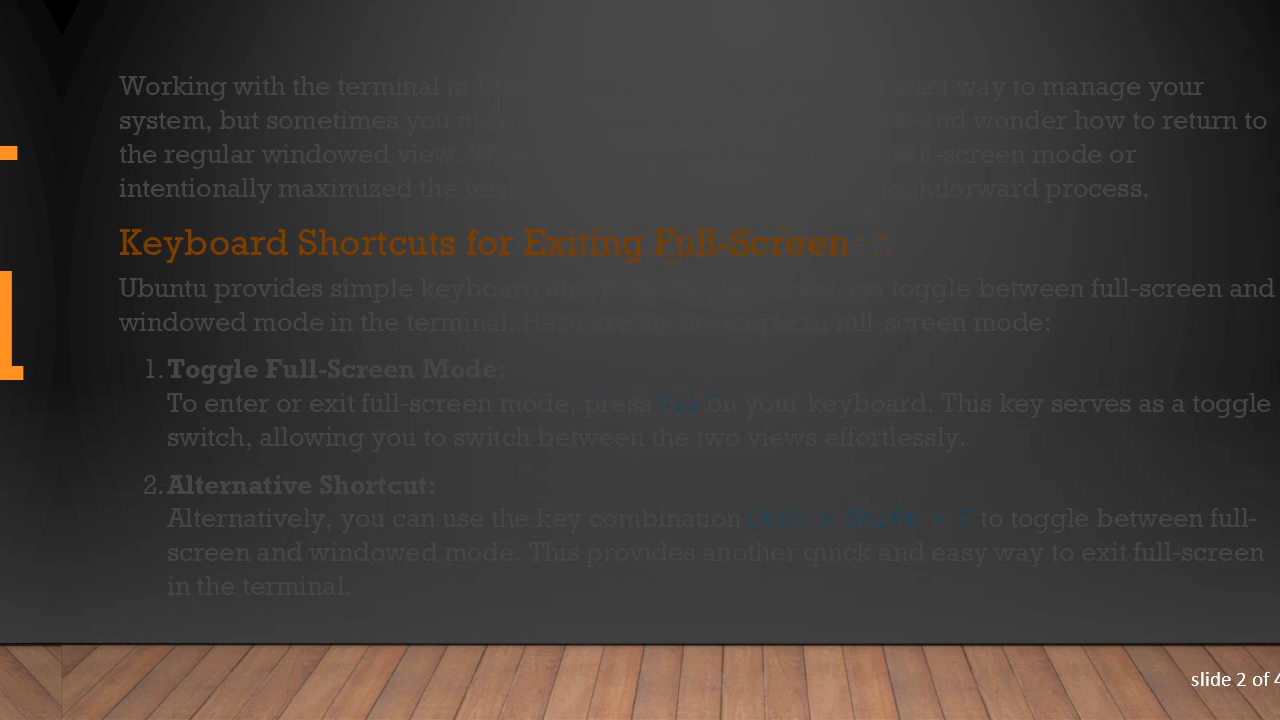 Working with the terminal in way to manage your
system, but sometimes you and wonder how to return to
the regular windowed view. full-screen mode or
intentionally maximized the process.
Keyboard Shortcuts for Exiting Full-Screen
Ubuntu provides simple keyboard to toggle between full-screen and
windowed mode in the terminal. Here are full-screen mode:
1. Toggle Full-Screen Mode:
To enter or exit full-screen mode, press F11 on your keyboard. This key serves as a toggle
switch, allowing you to switch between the two views effortlessly.
2. Alternative Shortcut:
Alternatively, you can use the key combination Ctrl + Shift + F to toggle between full-
screen and windowed mode. This provides another quick and easy way to exit full-screen
in the terminal.
slide 2 of 4